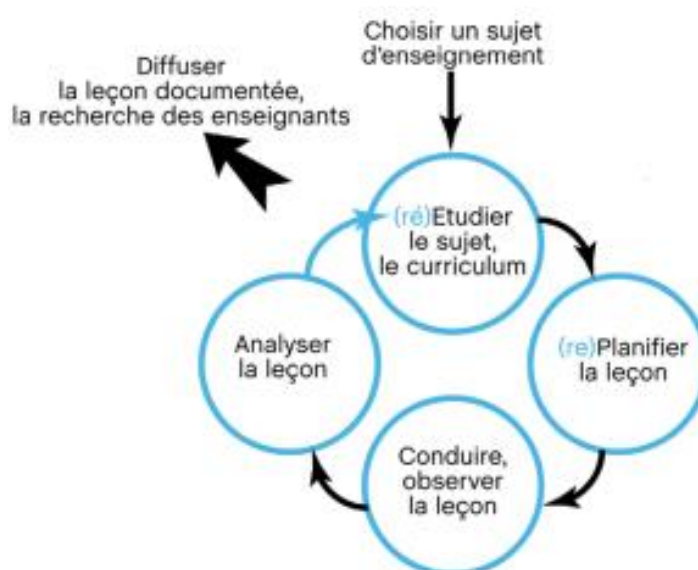 Choisir un sujet
d'enseignement
Diffuser
la leçon documentée,
la recherche des enseignants
(ré)Etudier
le sujet,
le curriculum
(re)Planifier
la leçon
Conduire,
observer
la leçon
Analyser
la leçon